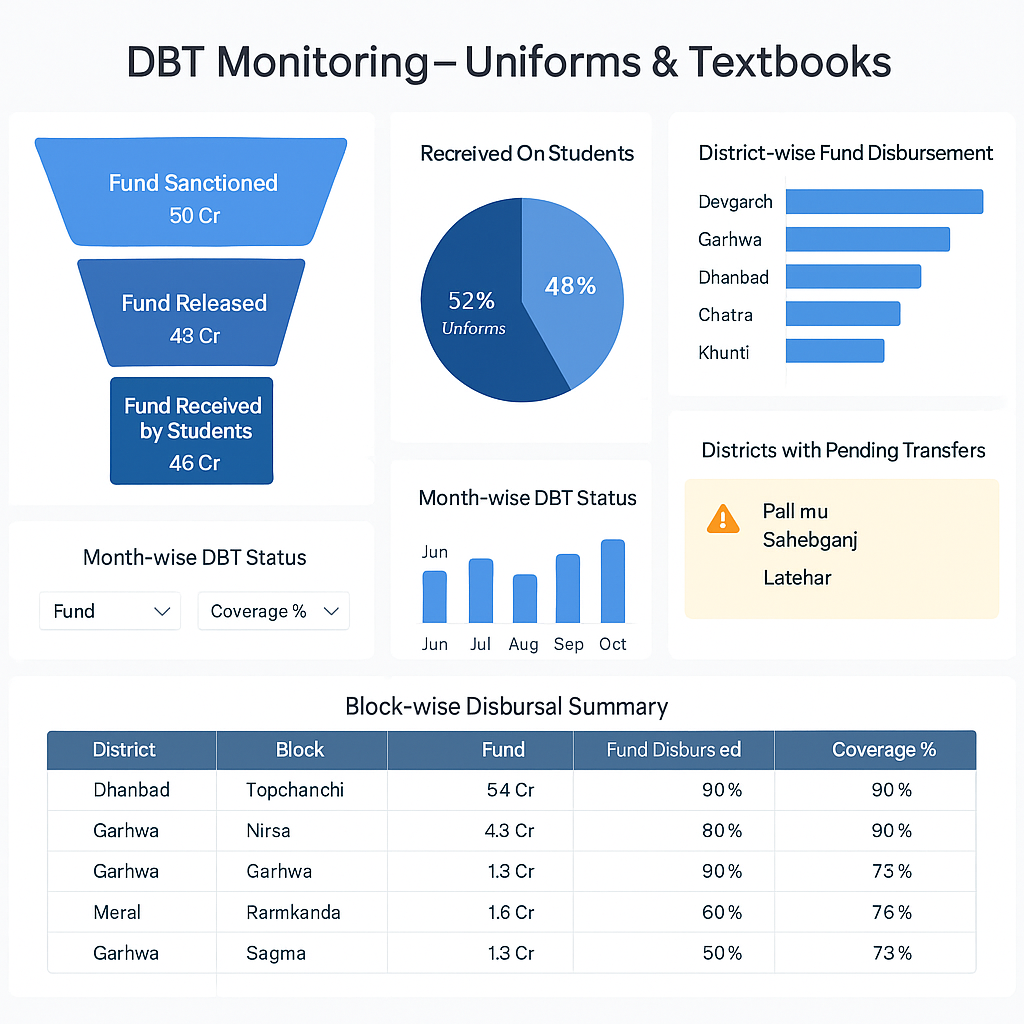 DBT Monitoring – Uniforms & Textbooks
Fund Sanctioned
50 Cr
Fund Released
43 Cr
Fund Received
by Students
46 Cr
Recreived On Students
52%
Unforms
48%
District-wise Fund Disbursement
Devgarch
Garhwa
Dhanbad
Chatra
Khunti
Districts with Pending Transfers
Pall mu
Sahebganj
Latehar
Month-wise DBT Status
Fund
Coverage %
Month-wise DBT Status
Jun
Jun Jul Aug Sep Oct
Block-wise Disbursal Summary
District Block Fund Fund Disburs ed Coverage %
Dhanbad Topchanchi 54 Cr 90% 90%
Garhwa Nirsa 4.3 Cr 80% 90%
Garhwa Garhwa 1.3 Cr 90% 73%
Meral Rarmkanda 1.6 Cr 60% 76%
Garhwa Sagma 1.3 Cr 50% 73%